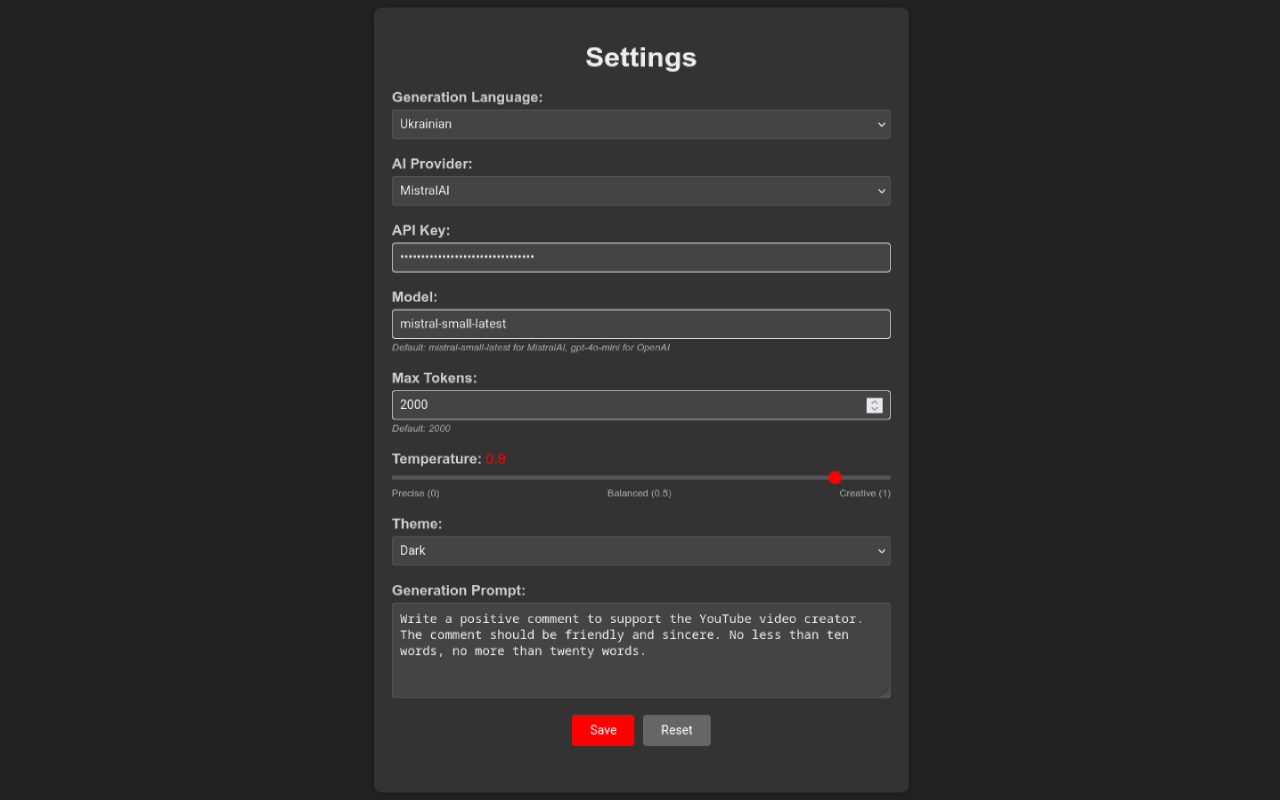 Settings
Generation Language:
Ukrainian
AI Provider:
MistralAI
API Key:
••••••••••••••••••••••••••••••••
Model:
mistral-small-latest
Default: mistral-small-latest for MistralAI, gpt-4o-mini for OpenAI
Max Tokens:
2000
Default: 2000
Temperature: 0.9
Precise (0) Balanced (0.5) Creative (1)
Theme:
Dark
Generation Prompt:
Write a positive comment to support the YouTube video creator.
The comment should be friendly and sincere. No less than ten
words, no more than twenty words.
Save Reset